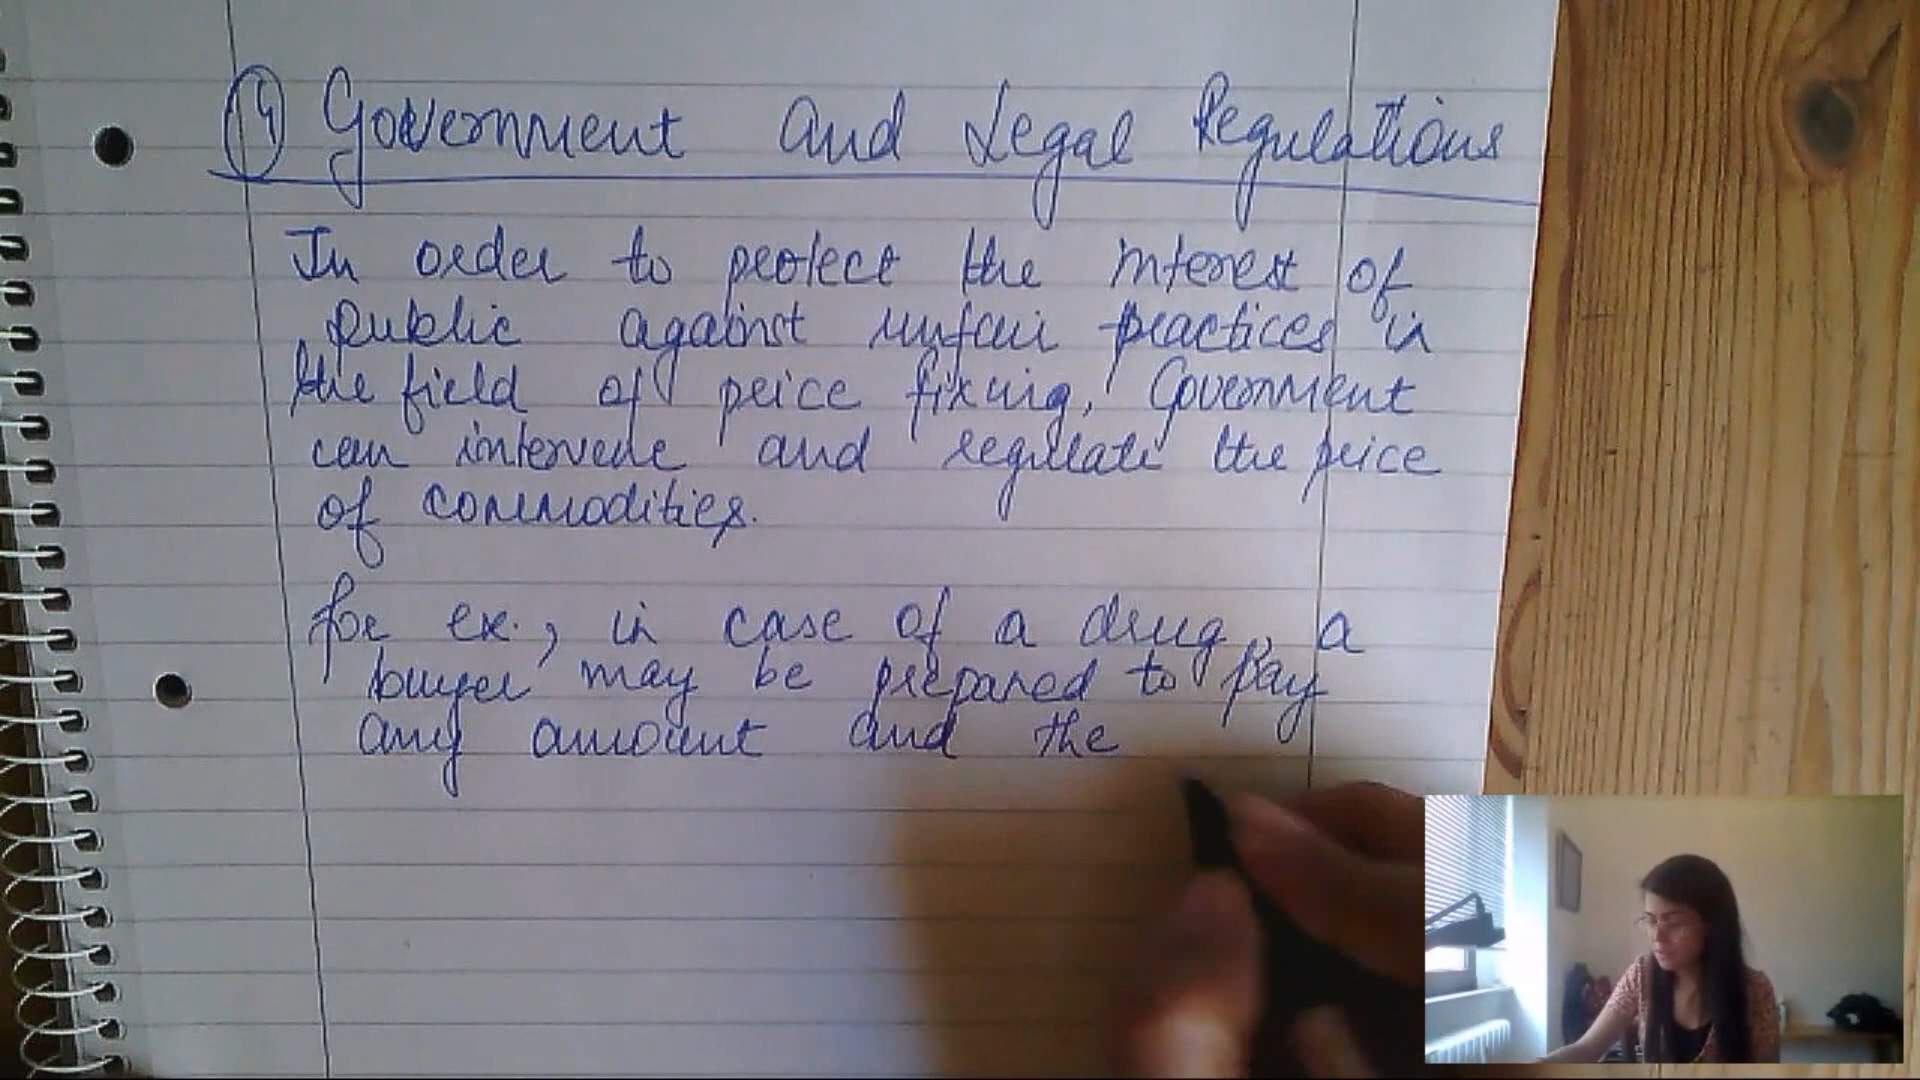 ④ Government and Legal Regulations
In order to protect the interest of
public against unfair practices in
the field of price fixing, Government
can intervene and regulate the price
of commodities.
for ex., in case of a drug, a
buyer may be prepared to pay
any amount and the